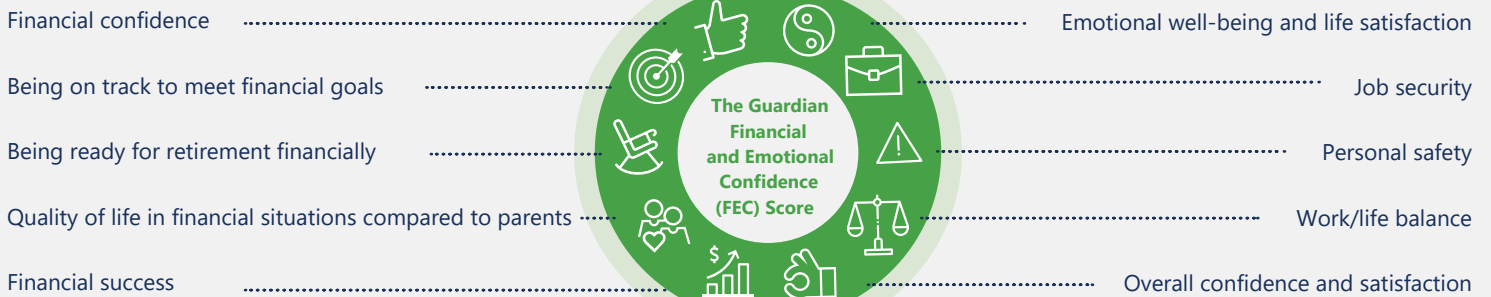 Financial confidence
Being on track to meet financial goals
Being ready for retirement financially
Quality of life in financial situations compared to parents
Financial success
The Guardian
Financial
and Emotional
Confidence
(FEC) Score
$
Emotional well-being and life satisfaction
Job security
Personal safety
Work/life balance
Overall confidence and satisfaction